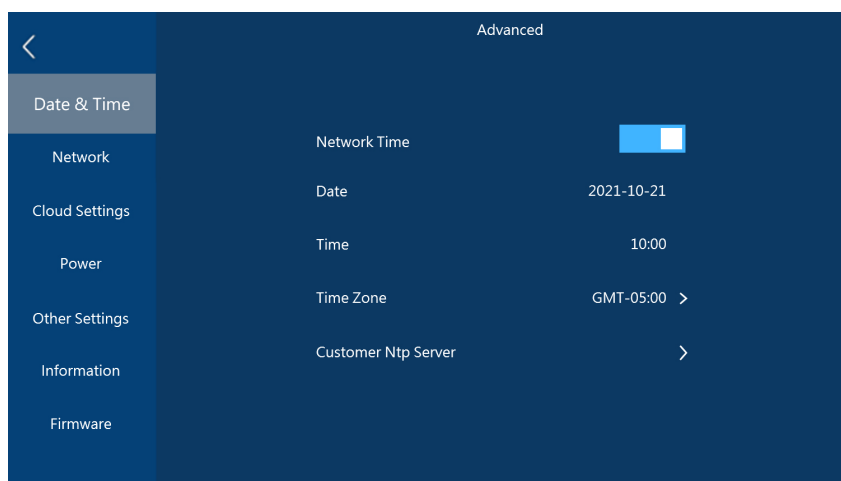 Advanced
Date & Time
Network
Cloud Settings
Power
Other Settings
Information
Firmware
Network Time
Date 2021-10-21
Time 10:00
Time Zone GMT-05:00
Customer Ntp Server